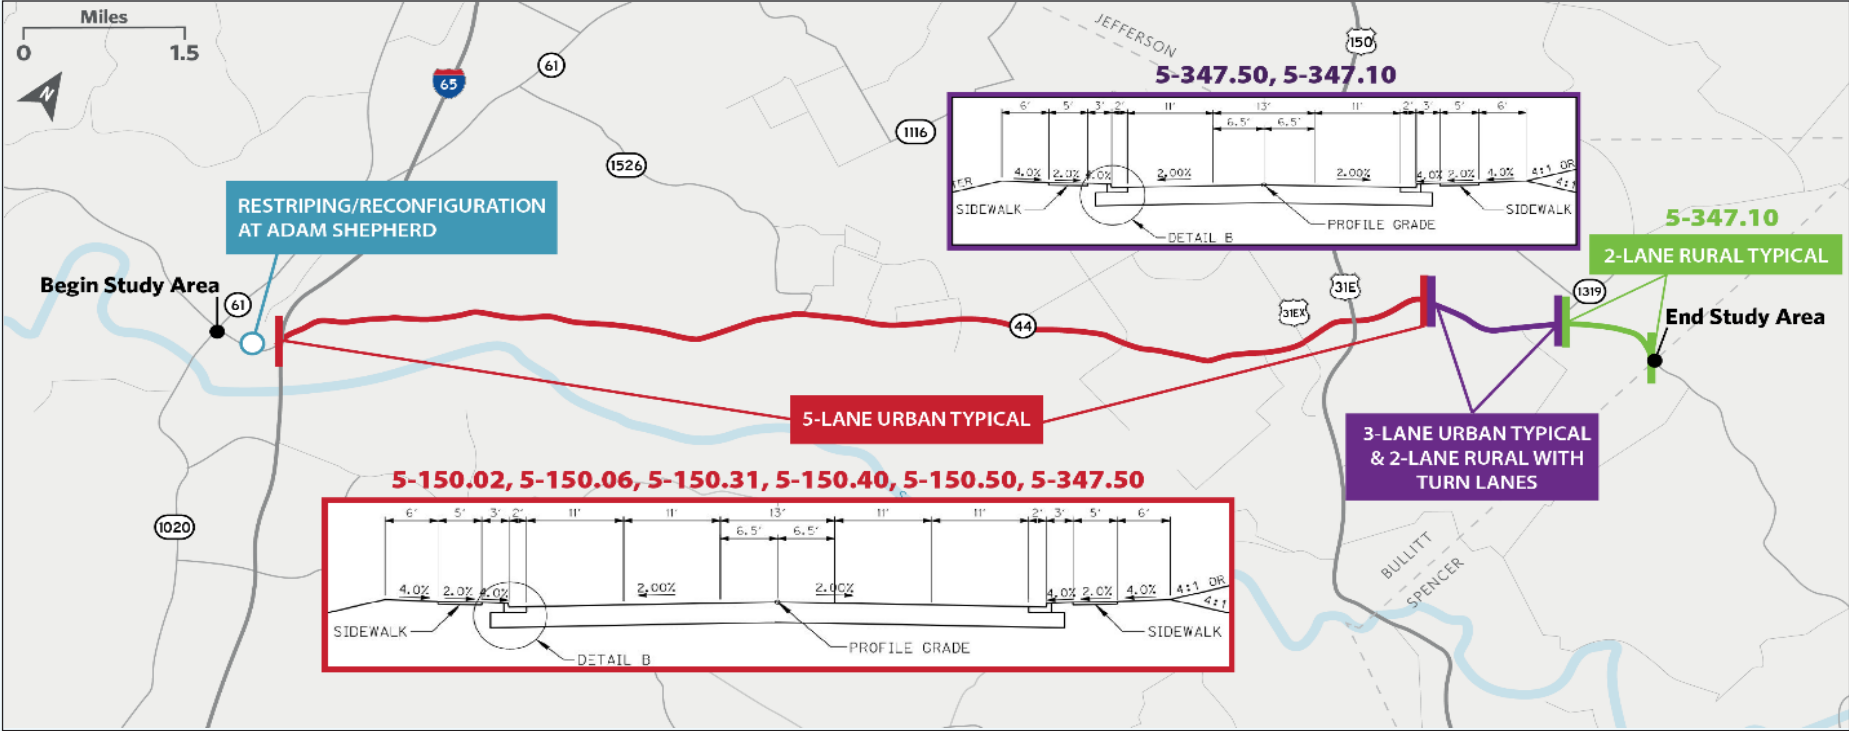 Miles
0 1.5
N
65
61
1526
1116
150
JEFFERSON
5-347.50, 5-347.10
6' 5' 3' 2' 11' 13' 11' 2' 3' 5' 6'
6.5' 6.5'
4.0% 2.0% 4.0% 2.00% 2.00% 4.0% 2.0% 4.0% 4:1 OR
TER 4:1
SIDEWALK PROFILE GRADE SIDEWALK
DETAIL B
RESTRIPING/RECONFIGURATION
AT ADAM SHEPHERD
5-347.10
2-LANE RURAL TYPICAL
Begin Study Area
61
44
31EX
31E
1319
End Study Area
5-LANE URBAN TYPICAL
3-LANE URBAN TYPICAL
& 2-LANE RURAL WITH
TURN LANES
5-150.02, 5-150.06, 5-150.31, 5-150.40, 5-150.50, 5-347.50
6' 5' 3' 2' 11' 11' 13' 11' 11' 2' 3' 5' 6'
6.5' 6.5'
4.0% 2.0% 4.0% 2.00% 2.00% 4.0% 2.0% 4.0% 4:1 OR
4:1
SIDEWALK PROFILE GRADE SIDEWALK
DETAIL B
1020
BULLITT
SPENCER